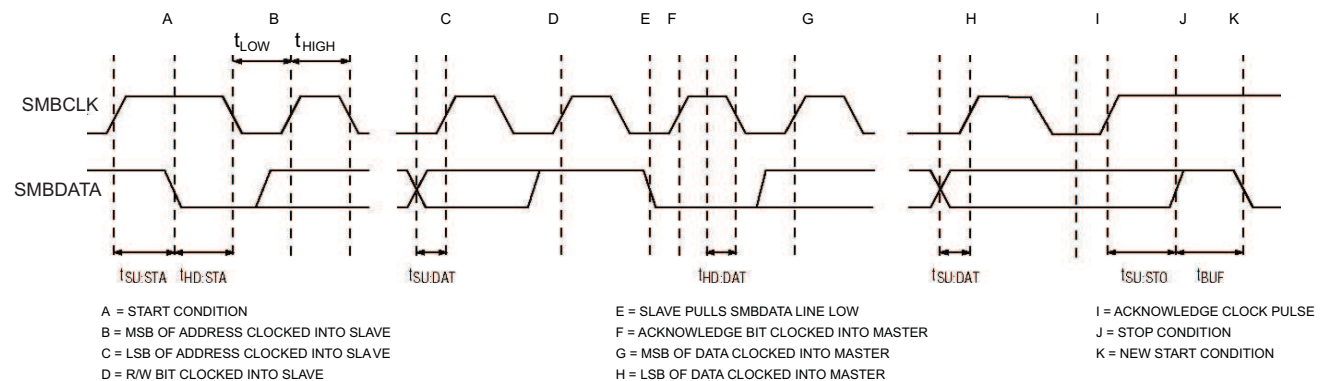 A B C D E F G H I J K
tLOW tHIGH
SMBCLK
SMBDATA
tSU:STA tHD:STA tSU:DAT tHD:DAT tSU:DAT tSU:STO tBUF
A = START CONDITION
B = MSB OF ADDRESS CLOCKED INTO SLAVE
C = LSB OF ADDRESS CLOCKED INTO SLAVE
D = R/W BIT CLOCKED INTO SLAVE
E = SLAVE PULLS SMBDATA LINE LOW
F = ACKNOWLEDGE BIT CLOCKED INTO MASTER
G = MSB OF DATA CLOCKED INTO MASTER
H = LSB OF DATA CLOCKED INTO MASTER
I = ACKNOWLEDGE CLOCK PULSE
J = STOP CONDITION
K = NEW START CONDITION